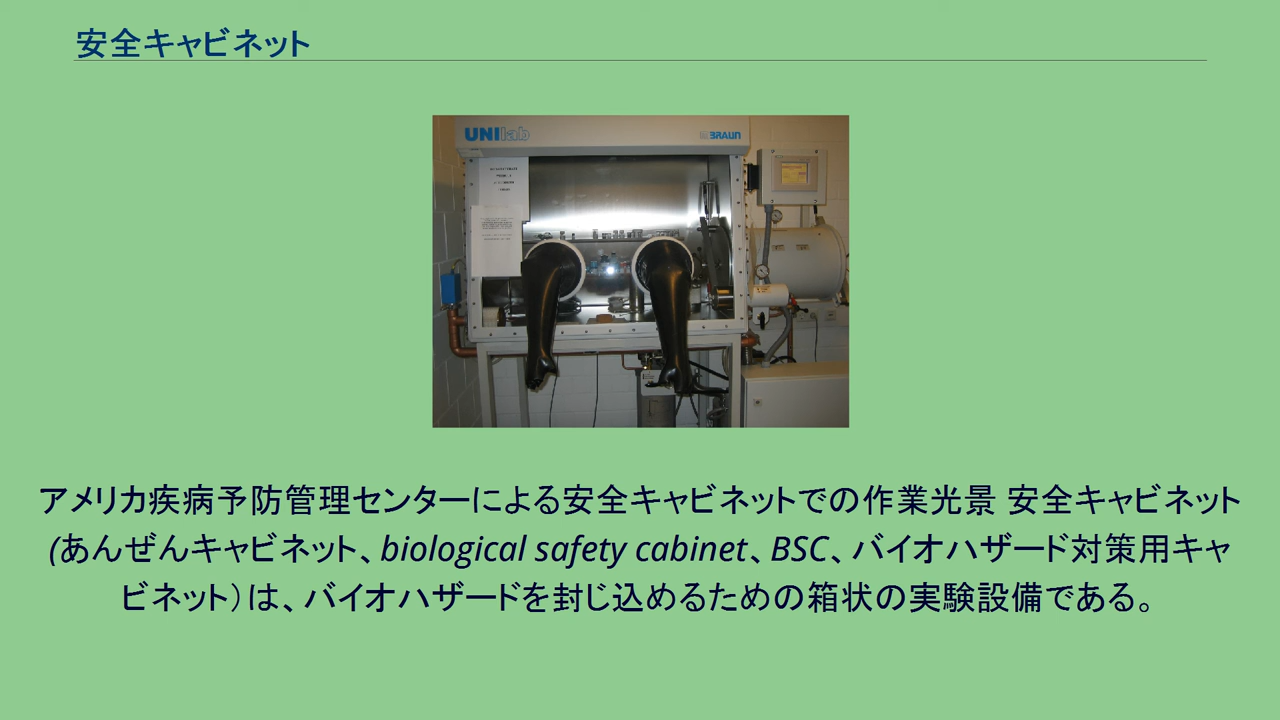 安全キャビネット
UNIlab
BRAUN
アメリカ疾病予防管理センターによる安全キャビネットでの作業光景 安全キャビネット
(あんぜんキャビネット、biological safety cabinet、BSC、バイオハザード対策用キャ
ビネット）は、バイオハザードを封じ込めるための箱状の実験設備である。